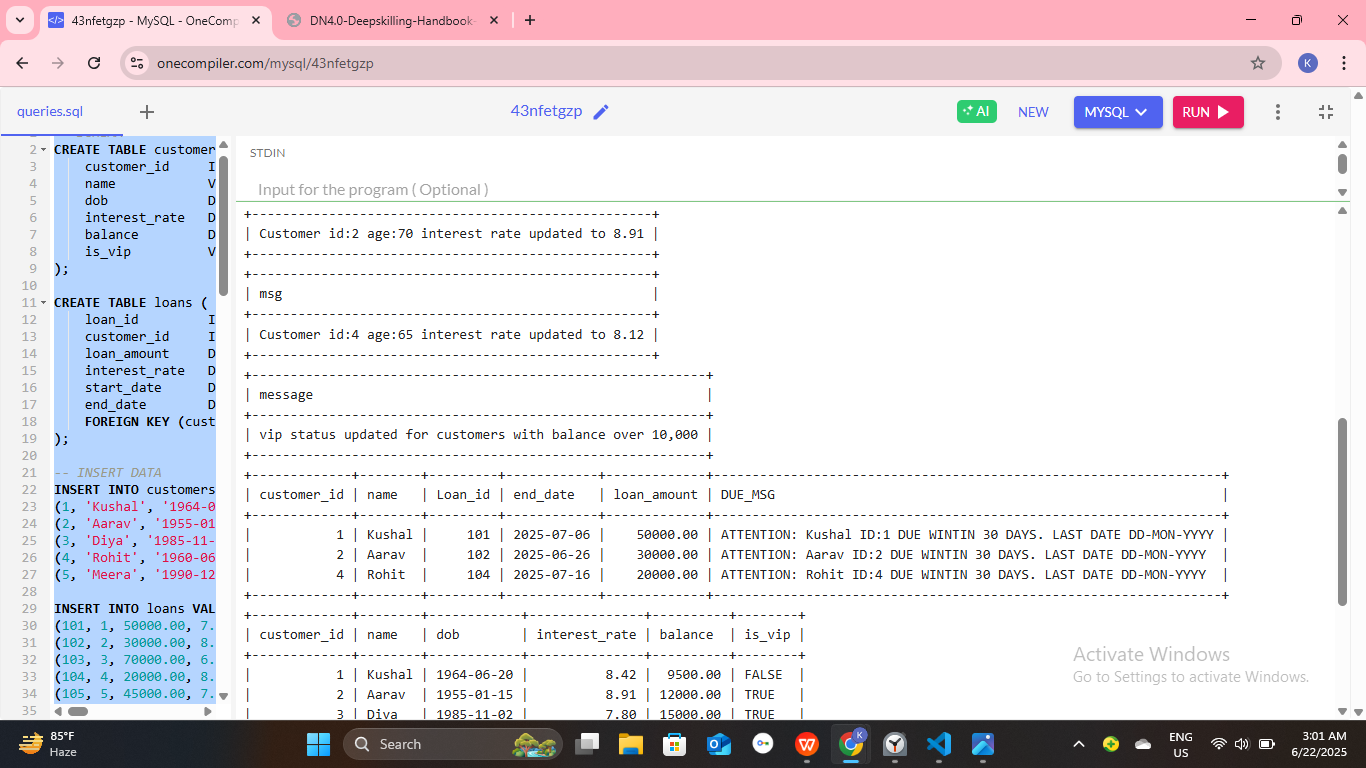 43nfetgzp - MySQL - OneComp
DN4.0-Deepskilling-Handbook-
onecompiler.com/mysql/43nfetgzp
K
queries.sql
43nfetgzp
AI
NEW
MYSQL
RUN
2 CREATE TABLE customer
3 customer_id I
4 name V
5 dob D
6 interest_rate D
7 balance D
8 is_vip V
9 );
10
11 CREATE TABLE loans (
12 loan_id I
13 customer_id I
14 loan_amount D
15 interest_rate D
16 start_date D
17 end_date D
18 FOREIGN KEY (cust
19 );
20
21 -- INSERT DATA
22 INSERT INTO customers
23 (1, 'Kushal', '1964-0
24 (2, 'Aarav', '1955-01
25 (3, 'Diya', '1985-11-
26 (4, 'Rohit', '1960-06
27 (5, 'Meera', '1990-12
28
29 INSERT INTO loans VAL
30 (101, 1, 50000.00, 7.
31 (102, 2, 30000.00, 8.
32 (103, 3, 70000.00, 6.
33 (104, 4, 20000.00, 8.
34 (105, 5, 45000.00, 7.
35
STDIN
Input for the program ( Optional )
+----------------------------------------------------+
| Customer id:2 age:70 interest rate updated to 8.91 |
+----------------------------------------------------+
+----------------------------------------------------+
| msg |
+----------------------------------------------------+
| Customer id:4 age:65 interest rate updated to 8.12 |
+----------------------------------------------------+
+-----------------------------------------------------------+
| message |
+-----------------------------------------------------------+
| vip status updated for customers with balance over 10,000 |
+-----------------------------------------------------------+
+-------------+--------+---------+------------+-------------+------------------------------------------------------------------+
| customer_id | name | Loan_id | end_date | loan_amount | DUE_MSG |
+-------------+--------+---------+------------+-------------+------------------------------------------------------------------+
| 1 | Kushal | 101 | 2025-07-06 | 50000.00 | ATTENTION: Kushal ID:1 DUE WINTIN 30 DAYS. LAST DATE DD-MON-YYYY |
| 2 | Aarav | 102 | 2025-06-26 | 30000.00 | ATTENTION: Aarav ID:2 DUE WINTIN 30 DAYS. LAST DATE DD-MON-YYYY |
| 4 | Rohit | 104 | 2025-07-16 | 20000.00 | ATTENTION: Rohit ID:4 DUE WINTIN 30 DAYS. LAST DATE DD-MON-YYYY |
+-------------+--------+---------+------------+-------------+------------------------------------------------------------------+
+-------------+--------+------------+---------------+----------+--------+
| customer_id | name | dob | interest_rate | balance | is_vip |
+-------------+--------+------------+---------------+----------+--------+
| 1 | Kushal | 1964-06-20 | 8.42 | 9500.00 | FALSE |
| 2 | Aarav | 1955-01-15 | 8.91 | 12000.00 | TRUE |
| 3 | Diya | 1985-11-02 | 7.80 | 15000.00 | TRUE |
Activate Windows
Go to Settings to activate Windows.
85°F
Haze
Search
K
ENG
US
3:01 AM
6/22/2025